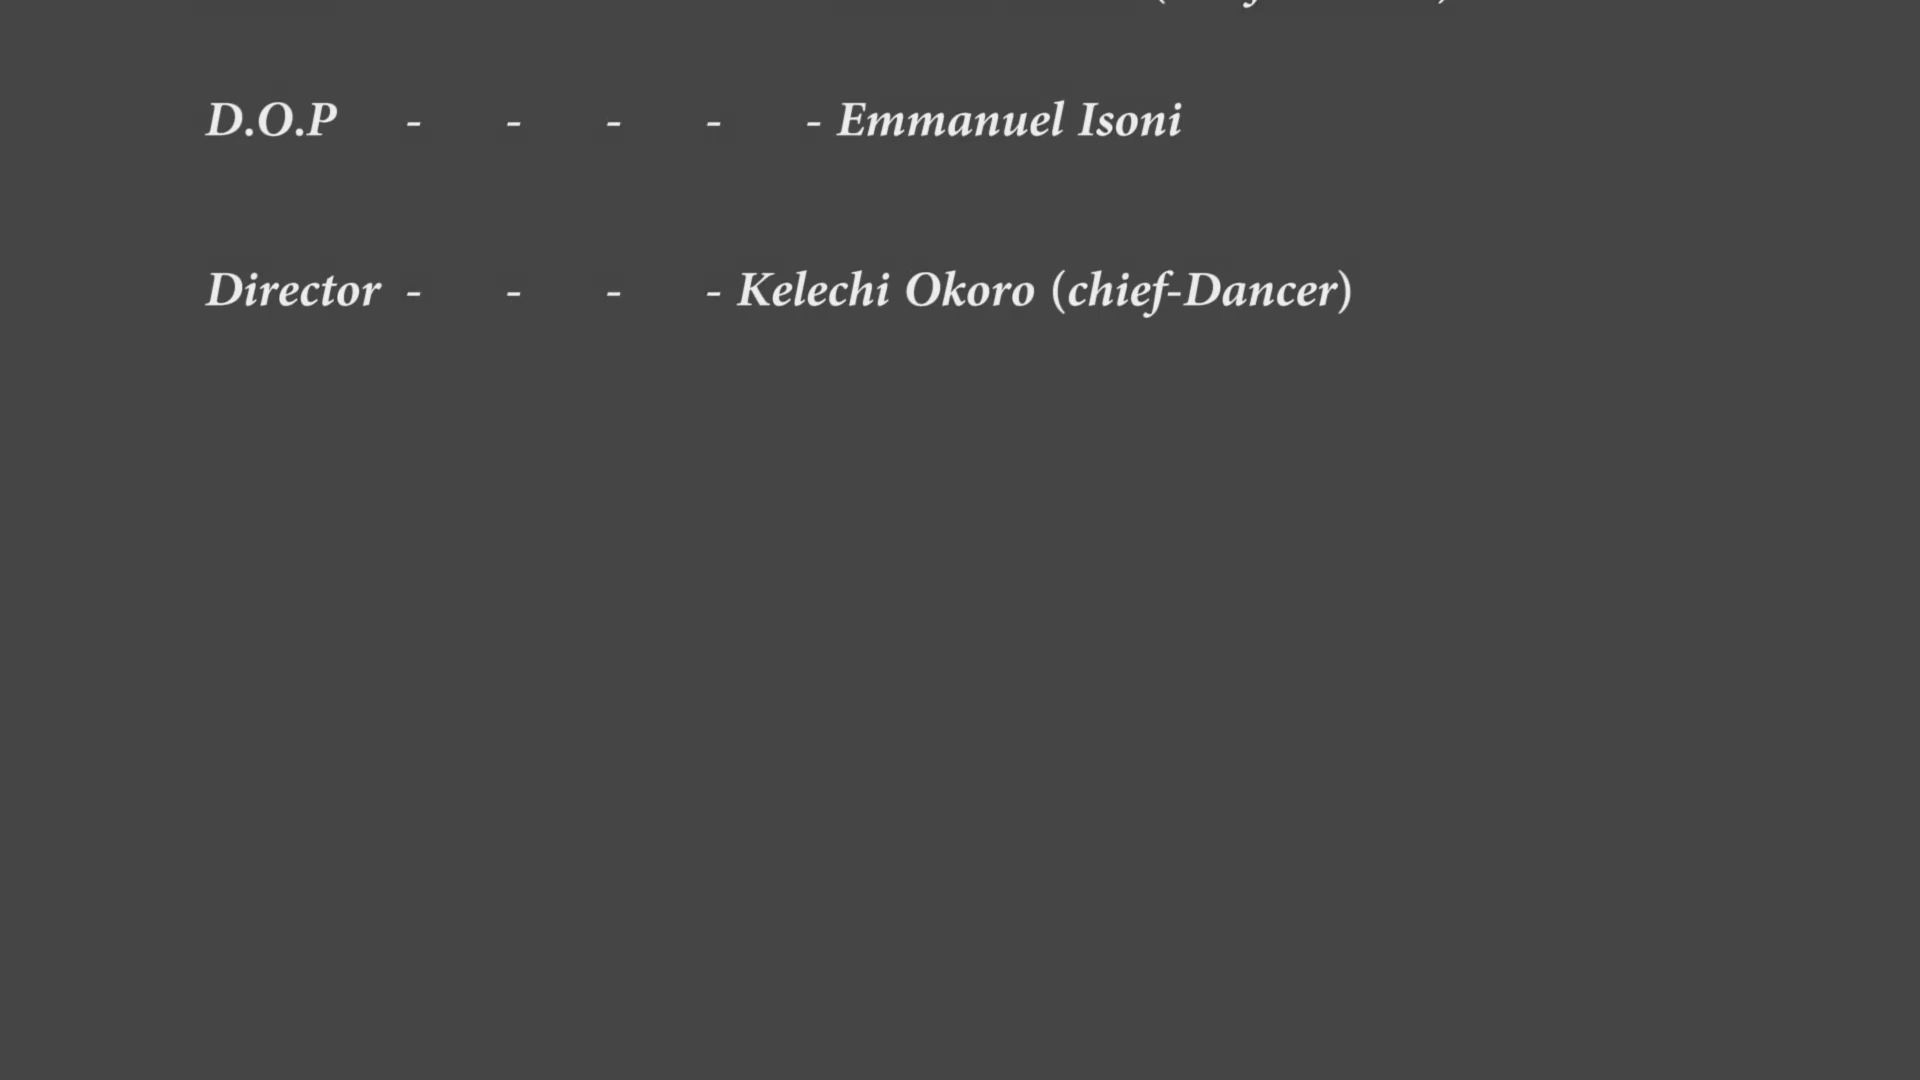 D.O.P - - - - - Emmanuel Isoni
Director - - - - Kelechi Okoro (chief-Dancer)